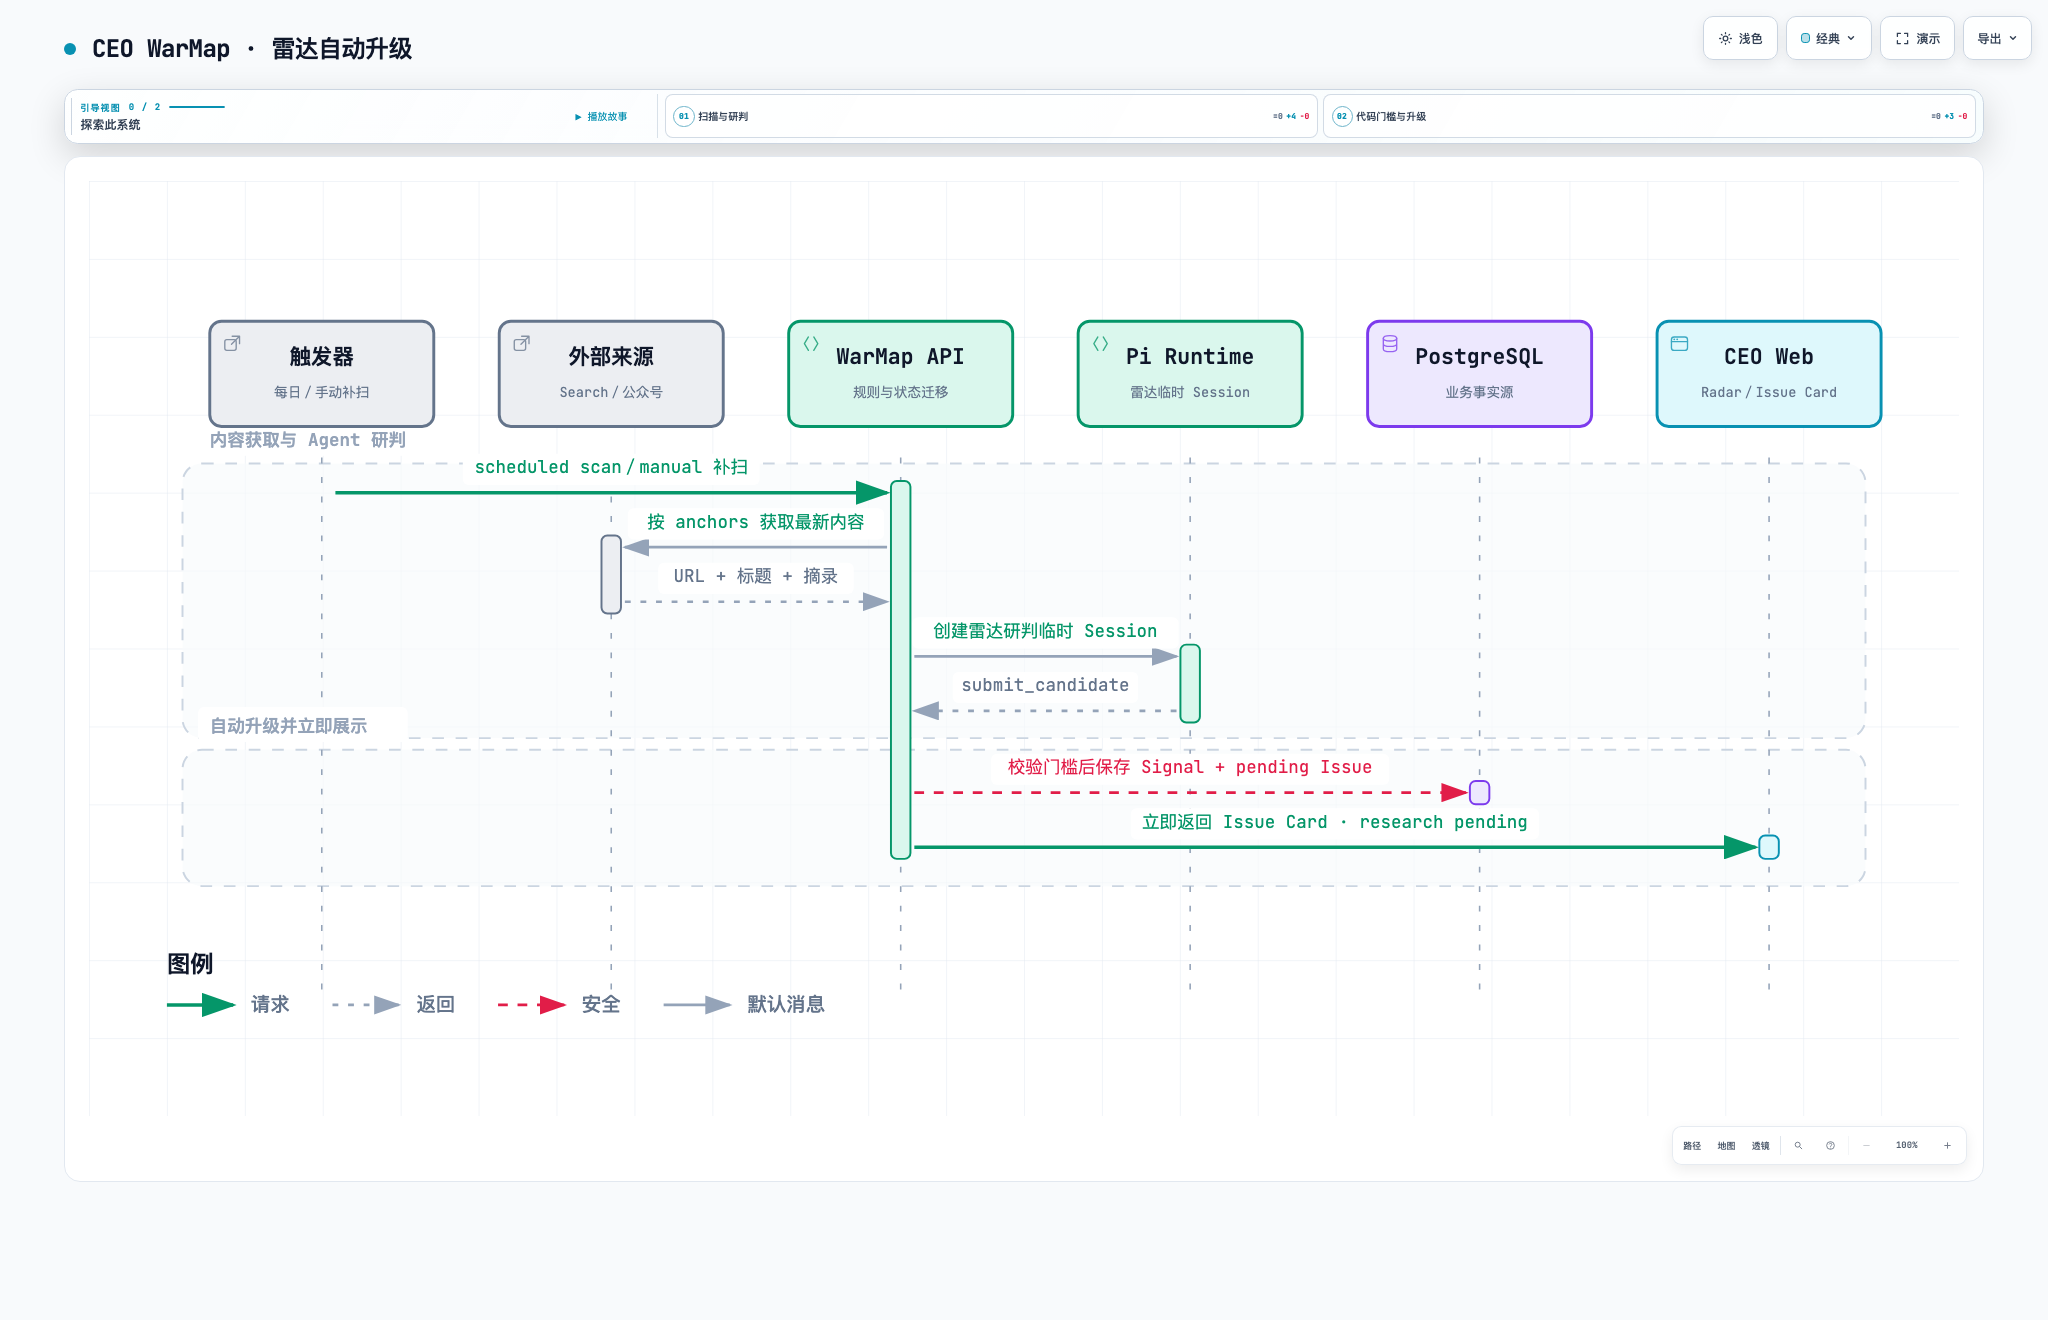 CEO WarMap · 雷达自动升级
浅色
经典
演示
导出
引导视图 0 / 2
探索此系统
▶ 播放故事
01 扫描与研判 =0 +4 -0
02 代码门槛与升级 =0 +3 -0
触发器
每日 / 手动补扫
外部来源
Search / 公众号
WarMap API
规则与状态迁移
Pi Runtime
雷达临时 Session
PostgreSQL
业务事实源
CEO Web
Radar / Issue Card
内容获取与 Agent 研判
scheduled scan / manual 补扫
按 anchors 获取最新内容
URL + 标题 + 摘录
创建雷达研判临时 Session
submit_candidate
自动升级并立即展示
校验门槛后保存 Signal + pending Issue
立即返回 Issue Card · research pending
图例
请求
返回
安全
默认消息
路径 地图 透镜 − 100% +